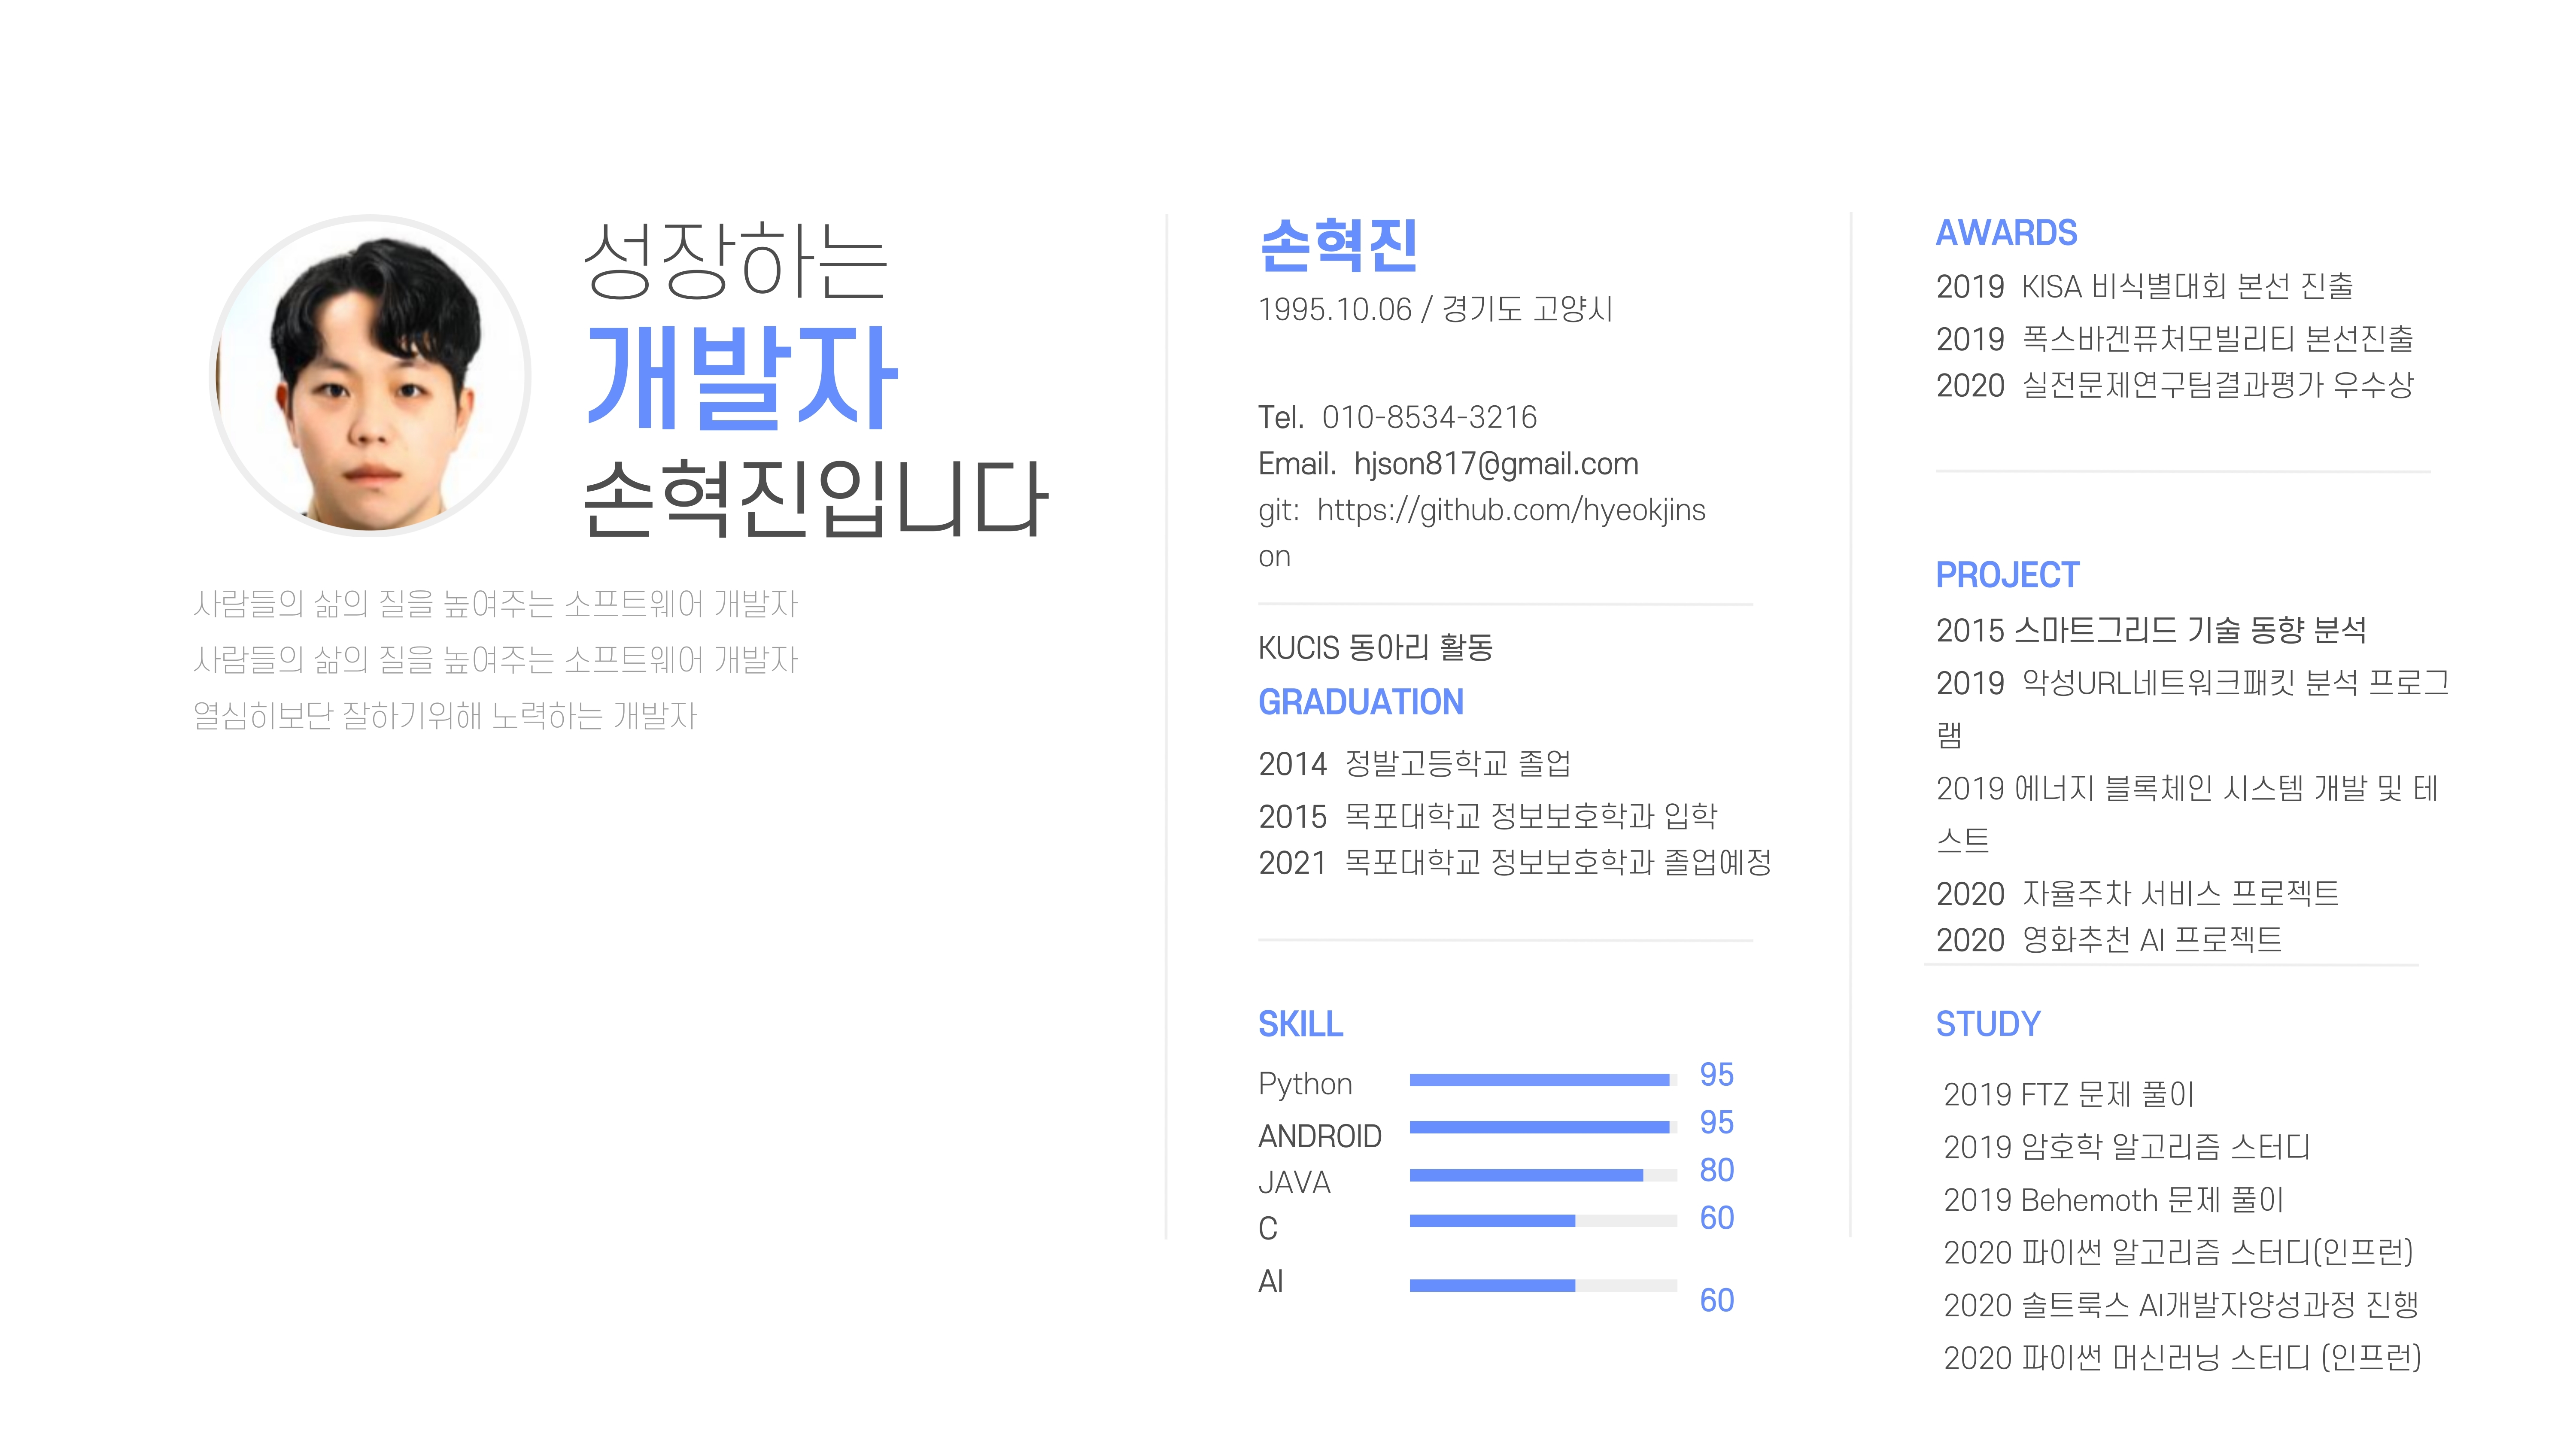 성장하는
개발자
손혁진입니다
사람들의 삶의 질을 높여주는 소프트웨어 개발자
사람들의 삶의 질을 높여주는 소프트웨어 개발자
열심히보단 잘하기위해 노력하는 개발자
손혁진
1995.10.06 / 경기도 고양시
Tel. 010-8534-3216
Email. hjson817@gmail.com
git: https://github.com/hyeokjins
on
KUCIS 동아리 활동
GRADUATION
2014 정발고등학교 졸업
2015 목포대학교 정보보호학과 입학
2021 목포대학교 정보보호학과 졸업예정
SKILL
Python 95
ANDROID 95
JAVA 80
C 60
AI 60
AWARDS
2019 KISA 비식별대회 본선 진출
2019 폭스바겐퓨처모빌리티 본선진출
2020 실전문제연구팀결과평가 우수상
PROJECT
2015 스마트그리드 기술 동향 분석
2019 악성URL네트워크패킷 분석 프로그
램
2019 에너지 블록체인 시스템 개발 및 테
스트
2020 자율주차 서비스 프로젝트
2020 영화추천 AI 프로젝트
STUDY
2019 FTZ 문제 풀이
2019 암호학 알고리즘 스터디
2019 Behemoth 문제 풀이
2020 파이썬 알고리즘 스터디(인프런)
2020 솔트룩스 AI개발자양성과정 진행
2020 파이썬 머신러닝 스터디 (인프런)